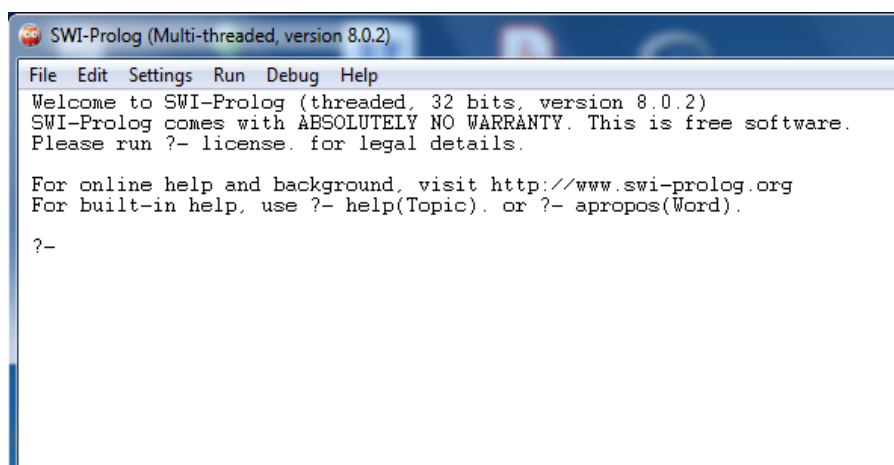 SWI-Prolog (Multi-threaded, version 8.0.2)
File Edit Settings Run Debug Help
Welcome to SWI-Prolog (threaded, 32 bits, version 8.0.2)
SWI-Prolog comes with ABSOLUTELY NO WARRANTY. This is free software.
Please run ?- license. for legal details.
For online help and background, visit http://www.swi-prolog.org
For built-in help, use ?- help(Topic). or ?- apropos(Word).
?-